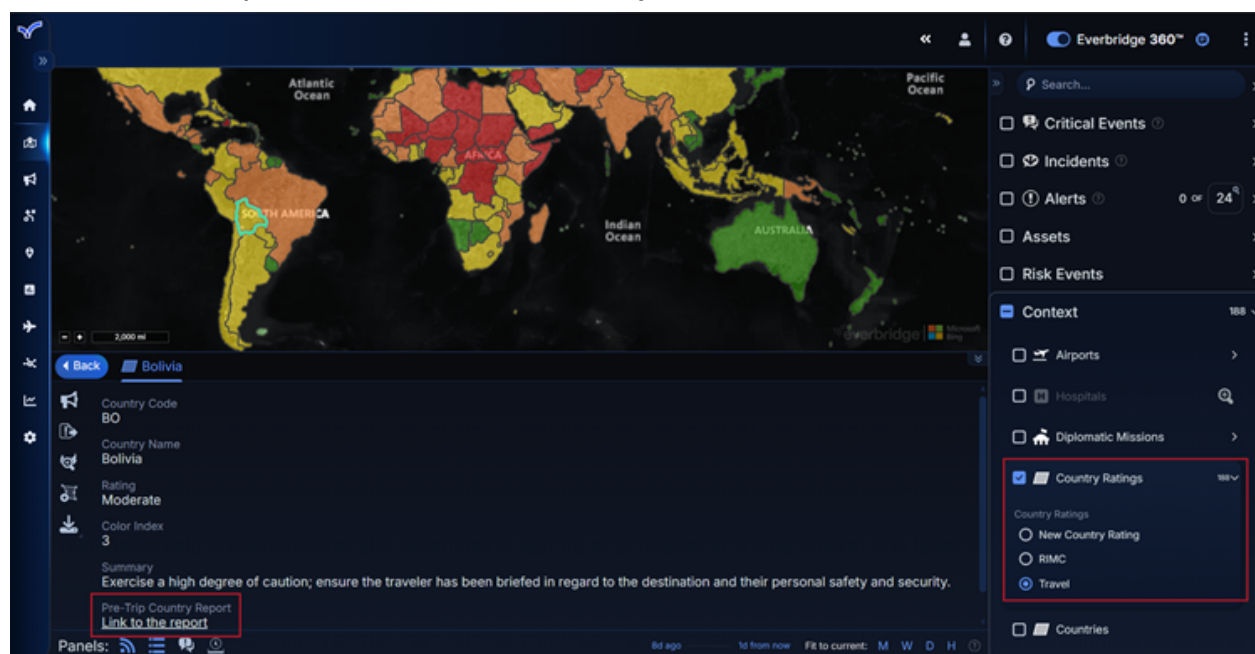 Everbridge 360™
Atlantic
Ocean
Pacific
Ocean
AFRICA
SOUTH AMERICA
Indian
Ocean
AUSTRALIA
2,000 mi
everbridge
Microsoft
Bing
Search...
Critical Events
Incidents
Alerts 0 OF 24
Assets
Risk Events
Context 188
Airports
Hospitals
Diplomatic Missions
Country Ratings 188
Country Ratings
New Country Rating
RIMC
Travel
Countries
Back
Bolivia
Country Code
BO
Country Name
Bolivia
Rating
Moderate
Color Index
3
Summary
Exercise a high degree of caution; ensure the traveler has been briefed in regard to the destination and their personal safety and security.
Pre-Trip Country Report
Link to the report
Panels: 8d ago 1d from now Fit to current: M W D H